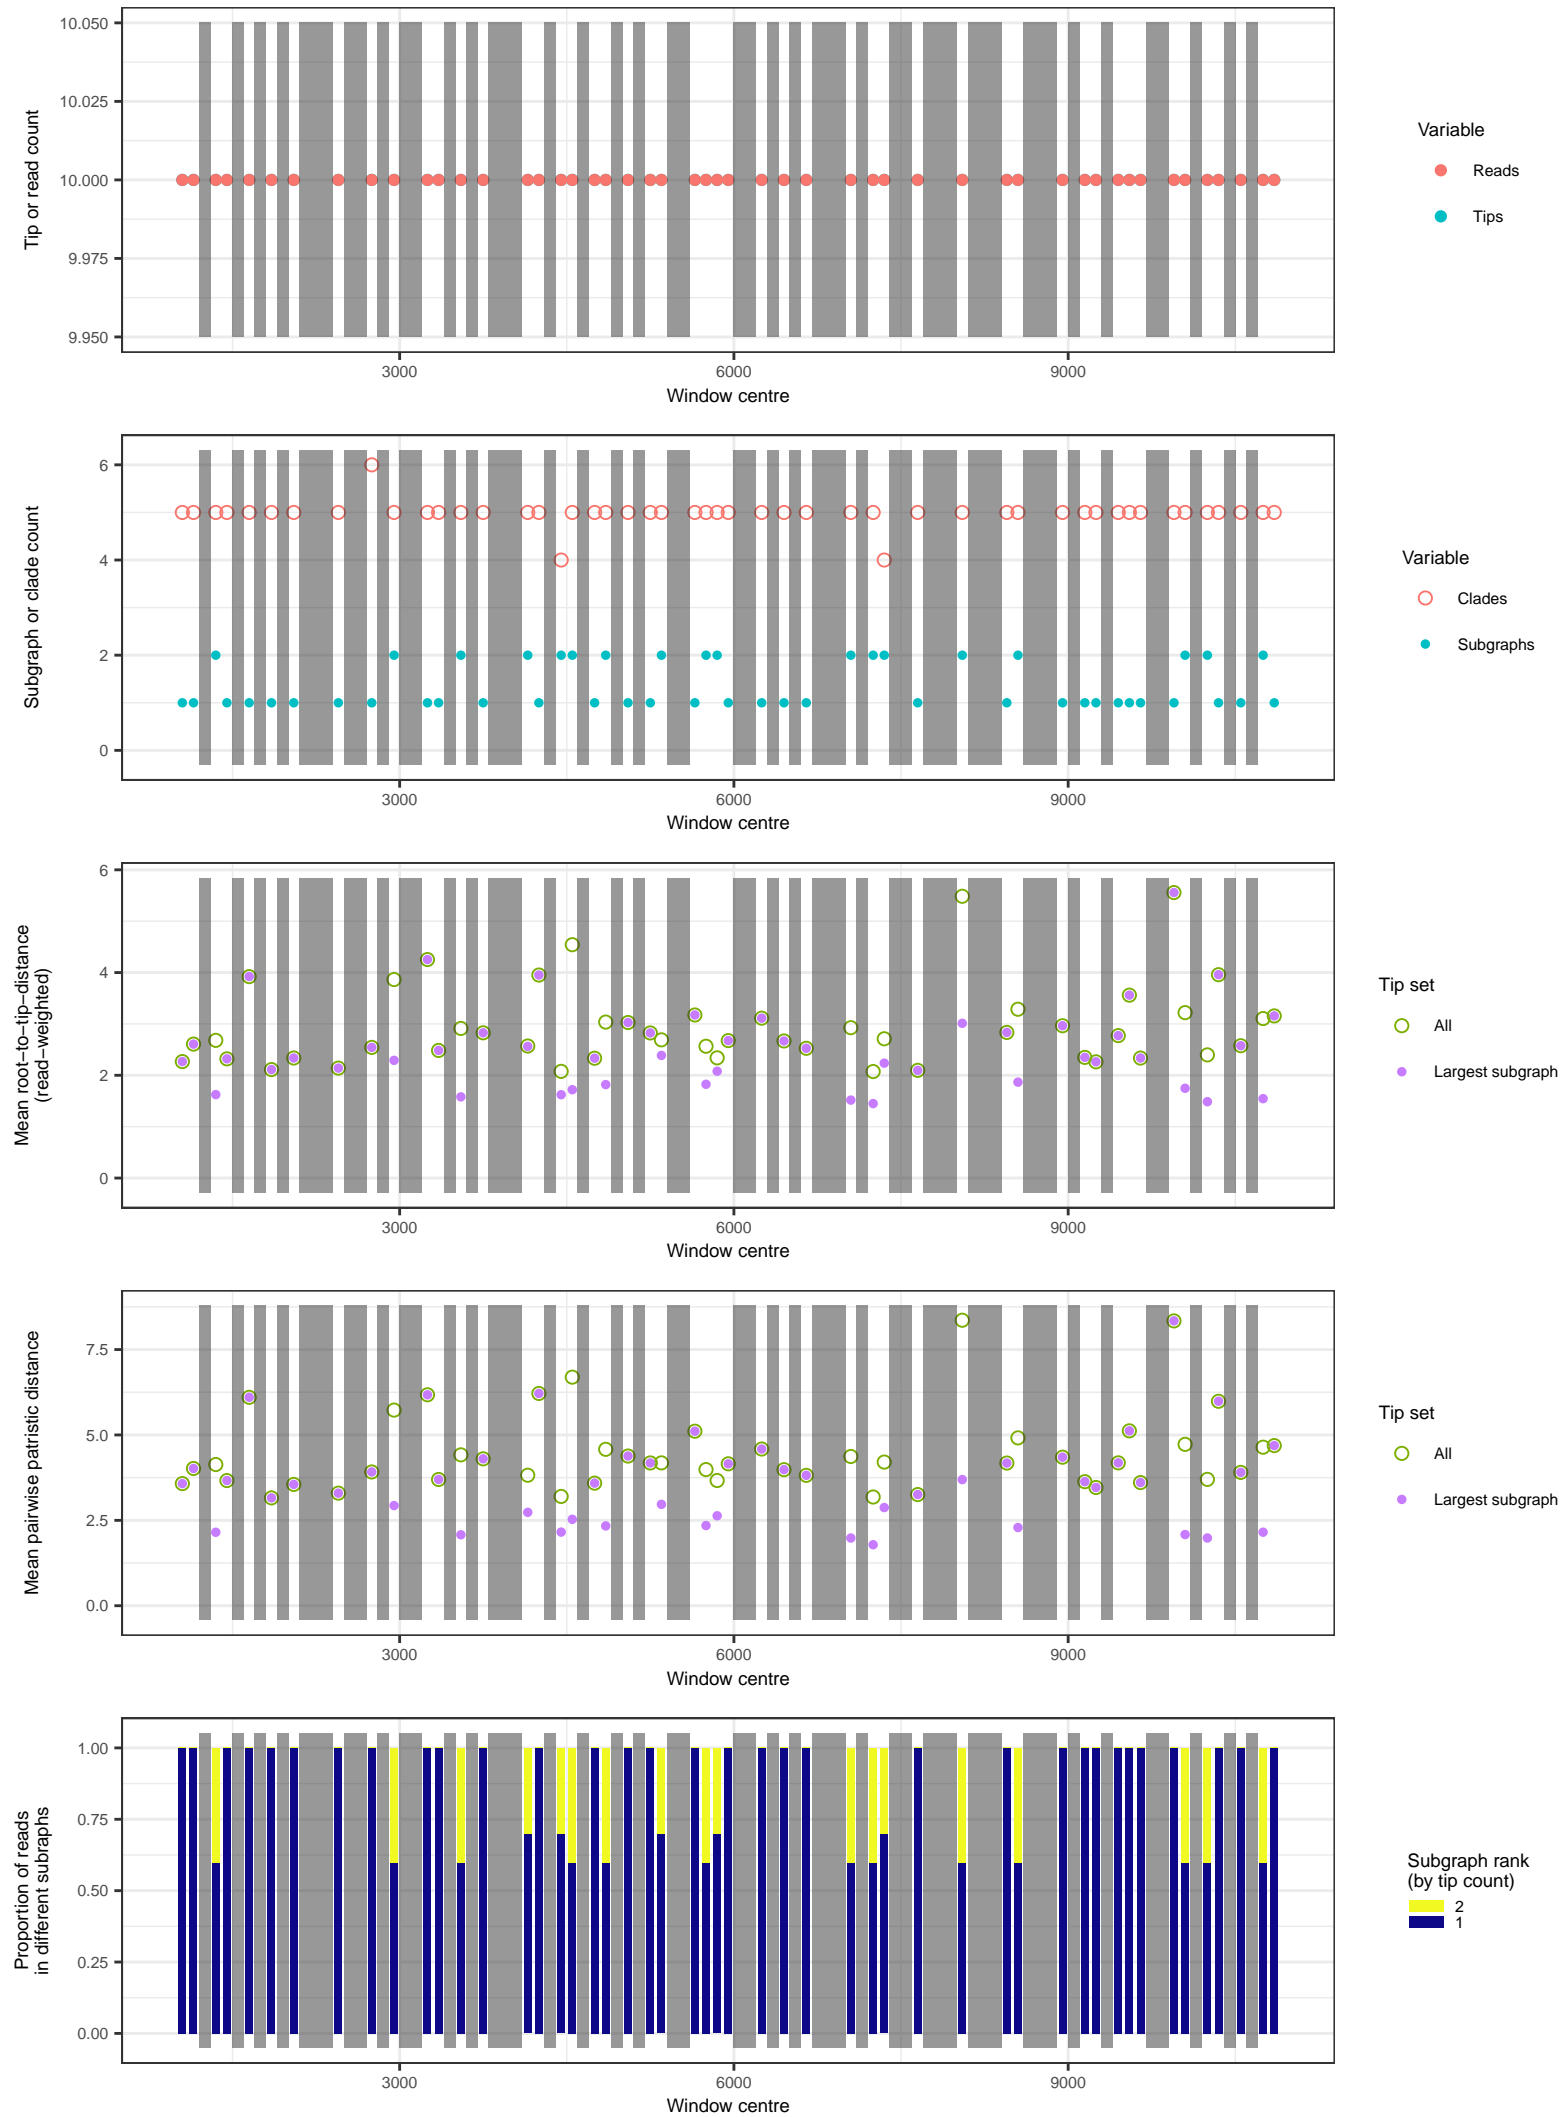 10.050
10.025
10.000
9.975
9.950
Tip or read count
3000 6000 9000
Window centre
Variable
Reads
Tips
6
4
2
0
Subgraph or clade count
3000 6000 9000
Window centre
Variable
Clades
Subgraphs
6
4
2
0
Mean root−to−tip−distance
(read−weighted)
3000 6000 9000
Window centre
Tip set
All
Largest subgraph
7.5
5.0
2.5
0.0
Mean pairwise patristic distance
3000 6000 9000
Window centre
Tip set
All
Largest subgraph
1.00
0.75
0.50
0.25
0.00
Proportion of reads
in different subraphs
3000 6000 9000
Window centre
Subgraph rank
(by tip count)
2
1